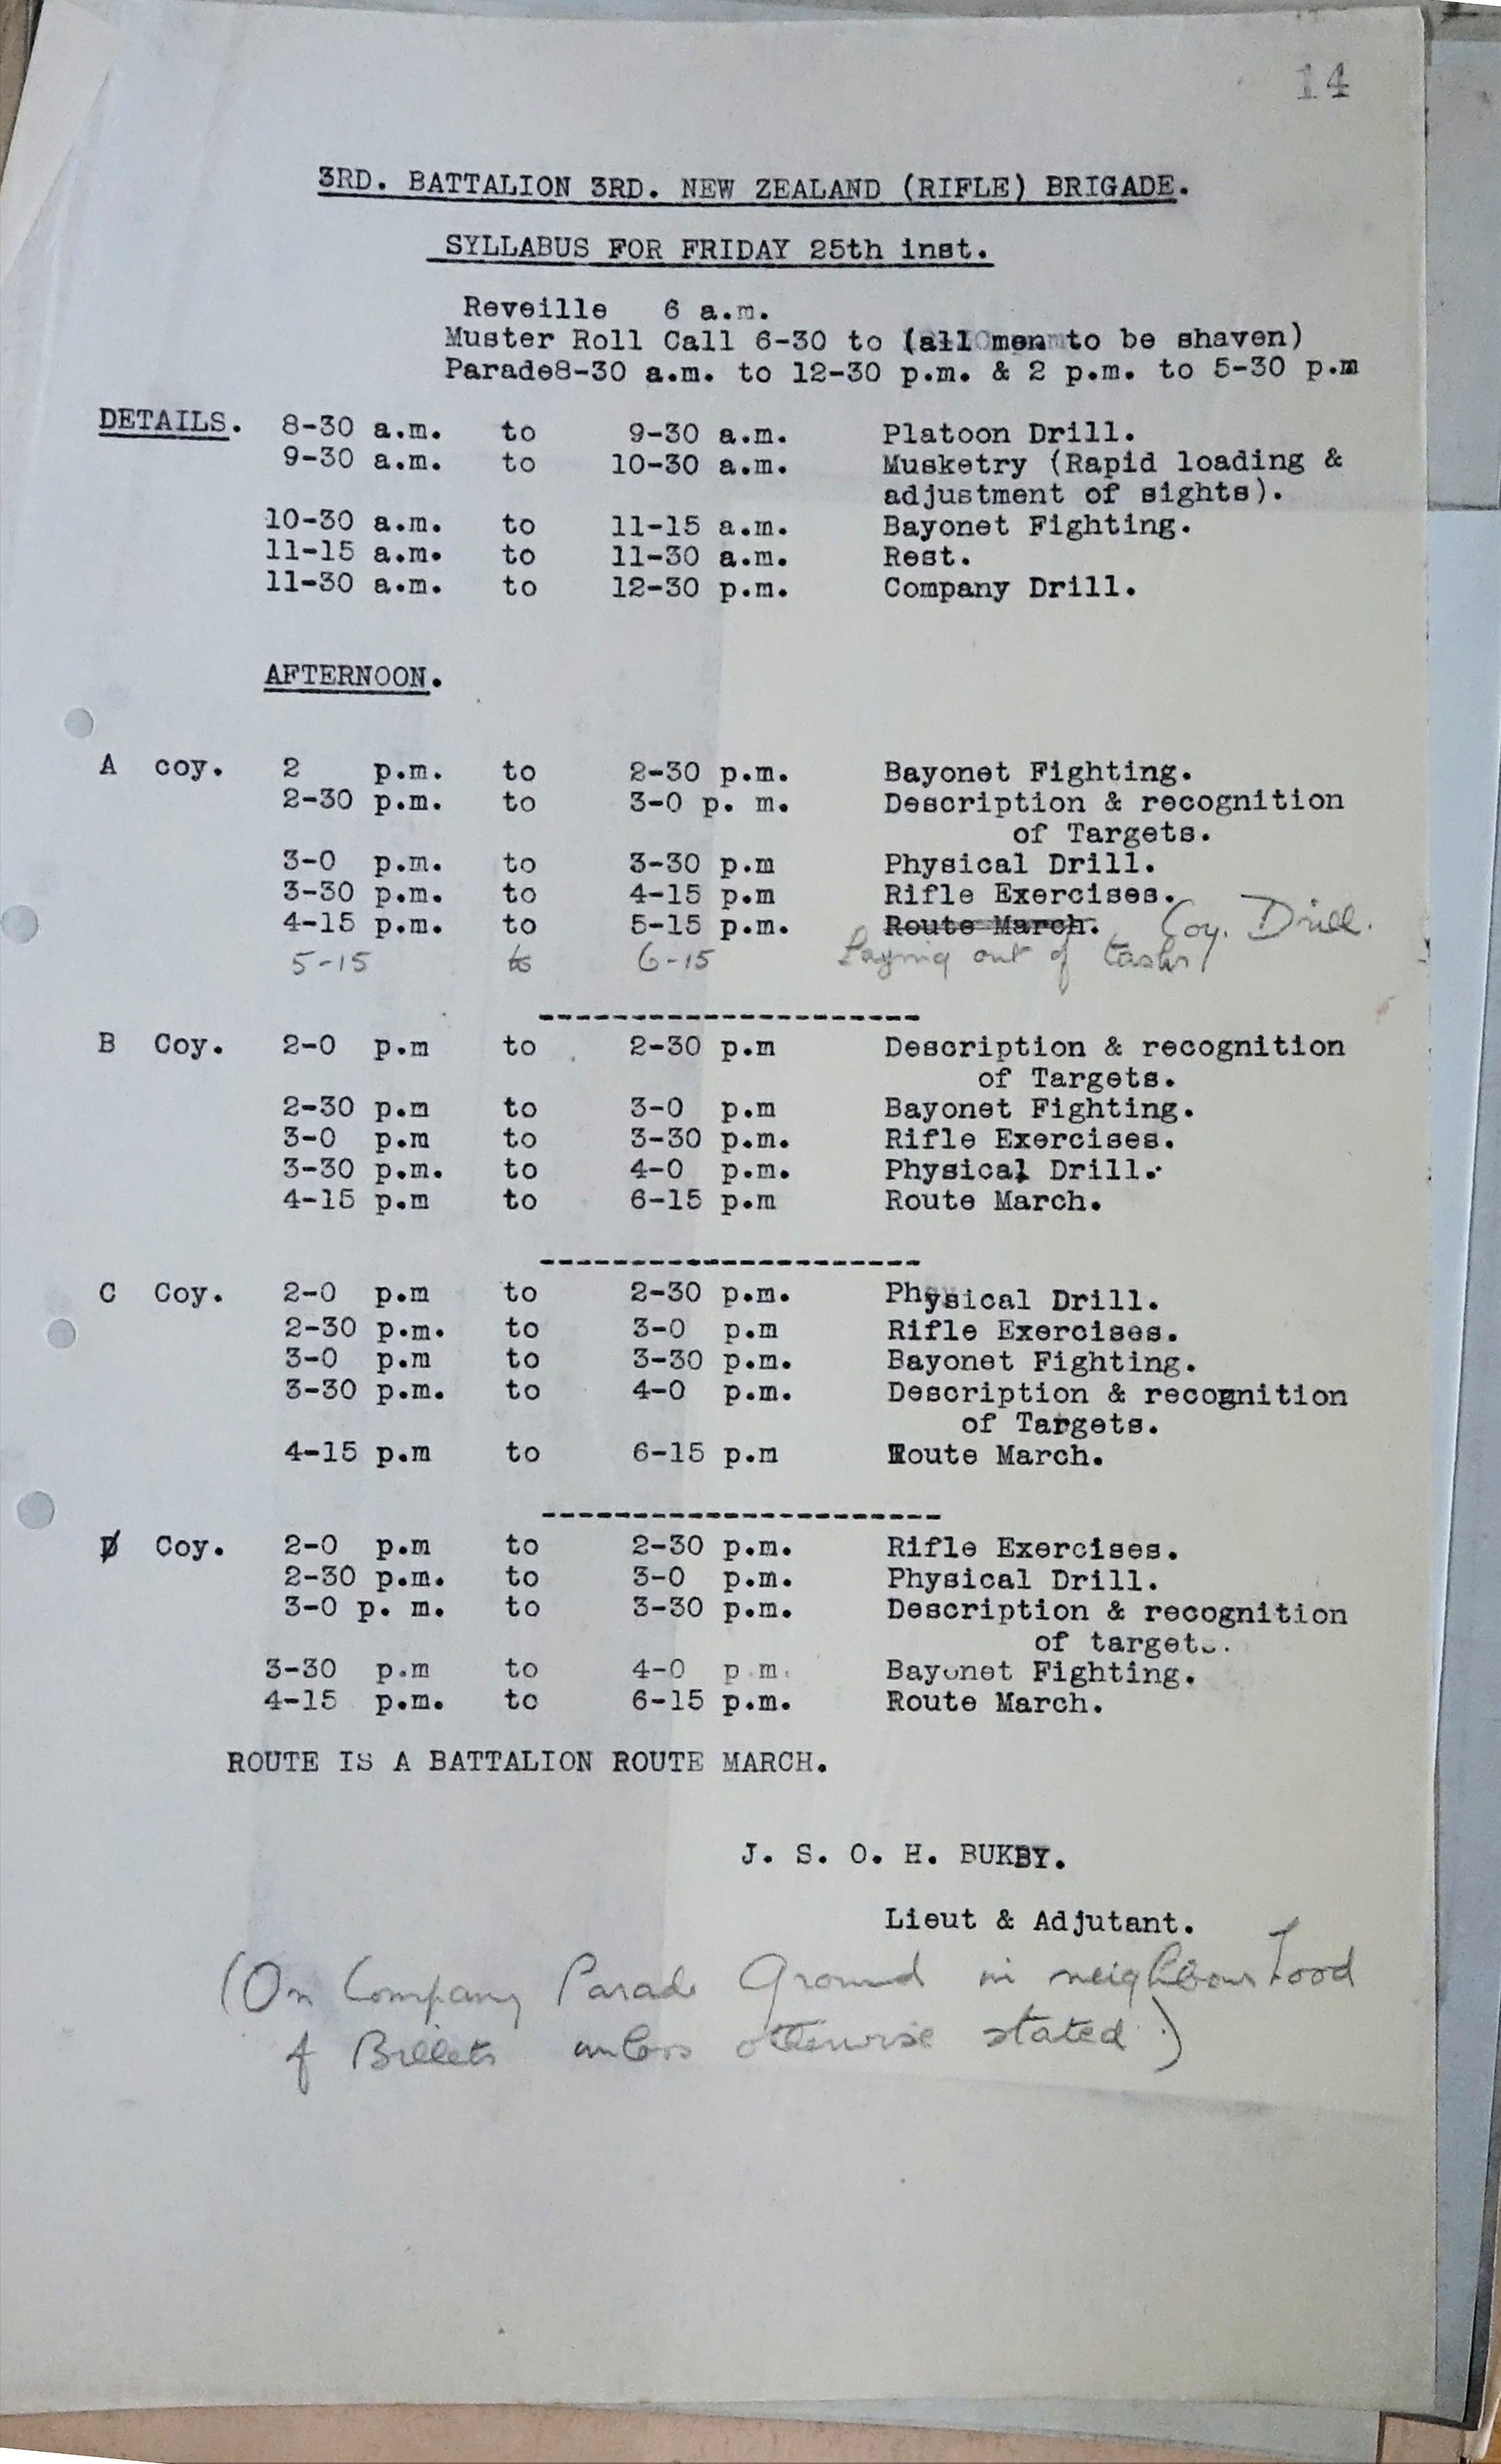 14
3RD. BATTALION 3RD. NEW ZEALAND (RIFLE) BRIGADE.
SYLLABUS FOR FRIDAY 25th inst.
Reveille 6 a.m.
Muster Roll Call 6-30 to (all men to be shaven)
Parade8-30 a.m. to 12-30 p.m. & 2 p.m. to 5-30 p.m
DETAILS. 8-30 a.m. to 9-30 a.m. Platoon Drill.
9-30 a.m. to 10-30 a.m. Musketry (Rapid loading &
adjustment of sights).
10-30 a.m. to 11-15 a.m. Bayonet Fighting.
11-15 a.m. to 11-30 a.m. Rest.
11-30 a.m. to 12-30 p.m. Company Drill.
AFTERNOON.
A coy. 2 p.m. to 2-30 p.m. Bayonet Fighting.
2-30 p.m. to 3-0 p. m. Description & recognition
of Targets.
3-0 p.m. to 3-30 p.m Physical Drill.
3-30 p.m. to 4-15 p.m Rifle Exercises.
4-15 p.m. to 5-15 p.m. Route March. Coy. Drill.
5-15 to 6-15 Laying out of tasks
B Coy. 2-0 p.m to 2-30 p.m Description & recognition
of Targets.
2-30 p.m to 3-0 p.m Bayonet Fighting.
3-0 p.m to 3-30 p.m. Rifle Exercises.
3-30 p.m. to 4-0 p.m. Physical Drill.
4-15 p.m to 6-15 p.m Route March.
C Coy. 2-0 p.m to 2-30 p.m. Physical Drill.
2-30 p.m. to 3-0 p.m Rifle Exercises.
3-0 p.m to 3-30 p.m. Bayonet Fighting.
3-30 p.m. to 4-0 p.m. Description & recognition
of Targets.
4-15 p.m to 6-15 p.m Route March.
D Coy. 2-0 p.m to 2-30 p.m. Rifle Exercises.
2-30 p.m. to 3-0 p.m. Physical Drill.
3-0 p. m. to 3-30 p.m. Description & recognition
of targets.
3-30 p.m to 4-0 p.m. Bayonet Fighting.
4-15 p.m. to 6-15 p.m. Route March.
ROUTE IS A BATTALION ROUTE MARCH.
J. S. O. H. BUKBY.
Lieut & Adjutant.
(On Company Parade Ground in neighbourhood
of Billets unless otherwise stated.)